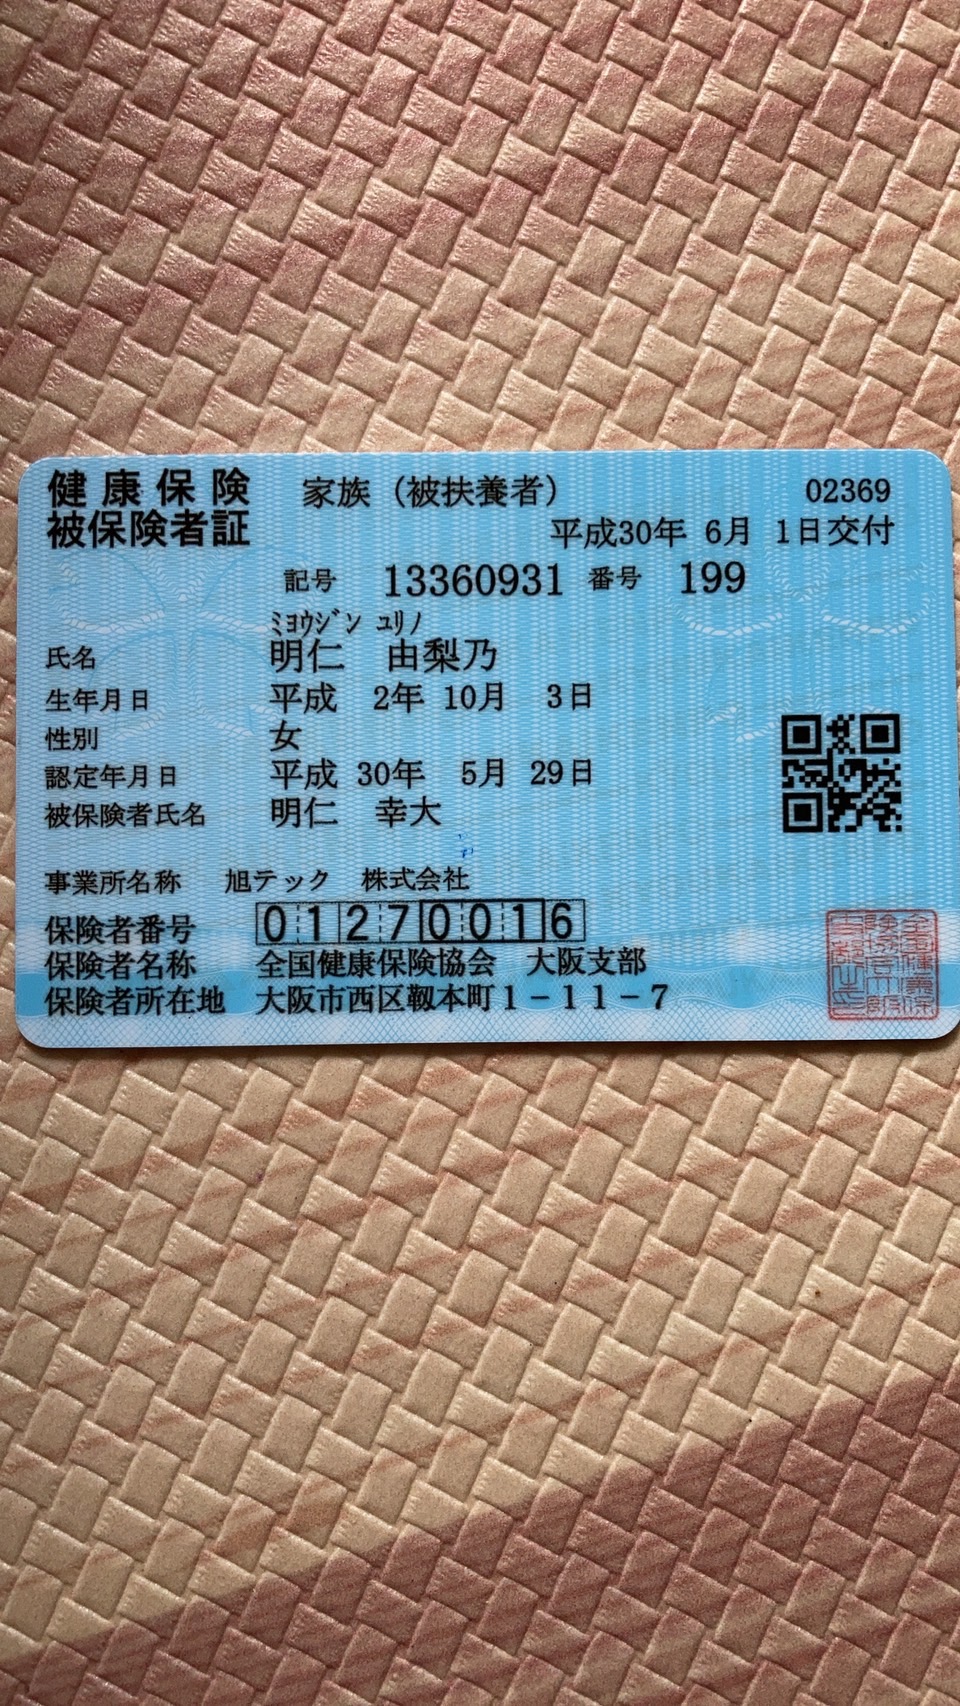 健康保険
被保険者証
家族（被扶養者）
02369
平成30年 6月 1日交付
記号 13360931 番号 199
ﾐﾖｳｼﾞﾝ ﾕﾘﾉ
氏名 明仁 由梨乃
生年月日 平成 2年 10月 3日
性別 女
認定年月日 平成 30年 5月 29日
被保険者氏名 明仁 幸大
事業所名称 旭テック 株式会社
保険者番号 01270016
保険者名称 全国健康保険協会 大阪支部
保険者所在地 大阪市西区靱本町1－11－7